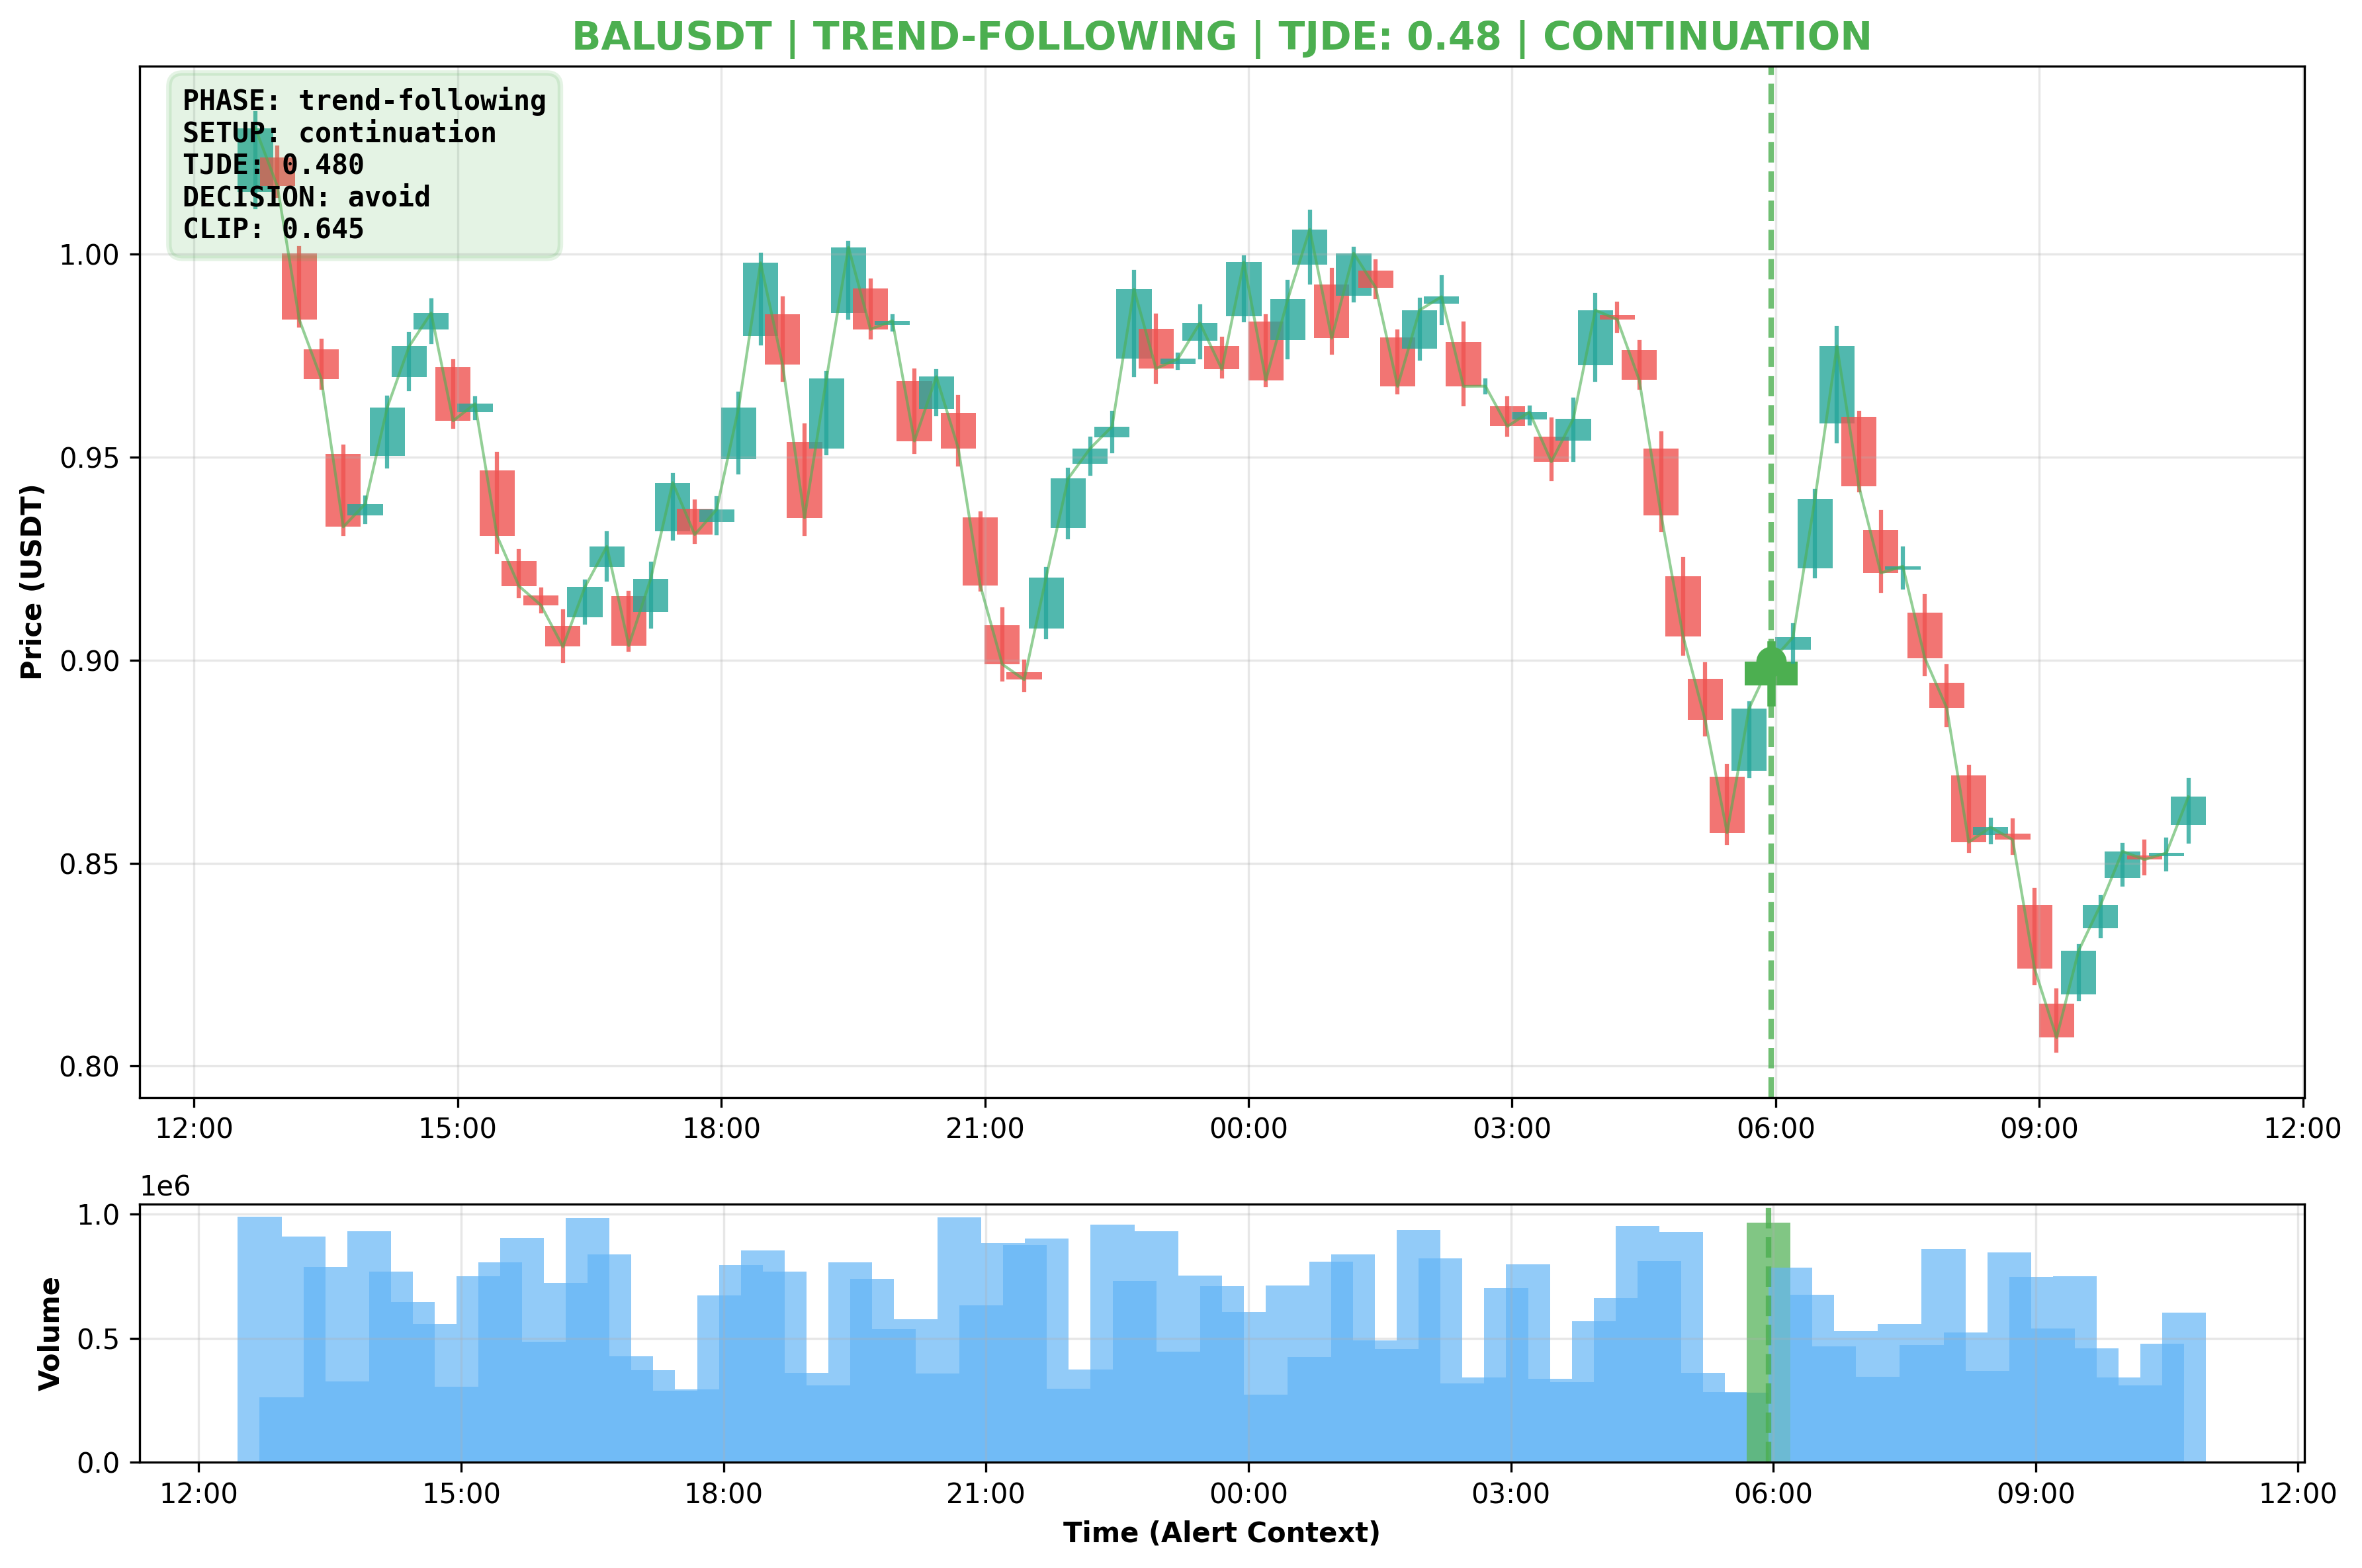 BALUSDT | TREND-FOLLOWING | TJDE: 0.48 | CONTINUATION
PHASE: trend-following
SETUP: continuation
TJDE: 0.480
DECISION: avoid
CLIP: 0.645
Price (USDT)
1.00
0.95
0.90
0.85
0.80
12:00 15:00 18:00 21:00 00:00 03:00 06:00 09:00 12:00
1e6
Volume
1.0
0.5
0.0
12:00 15:00 18:00 21:00 00:00 03:00 06:00 09:00 12:00
Time (Alert Context)